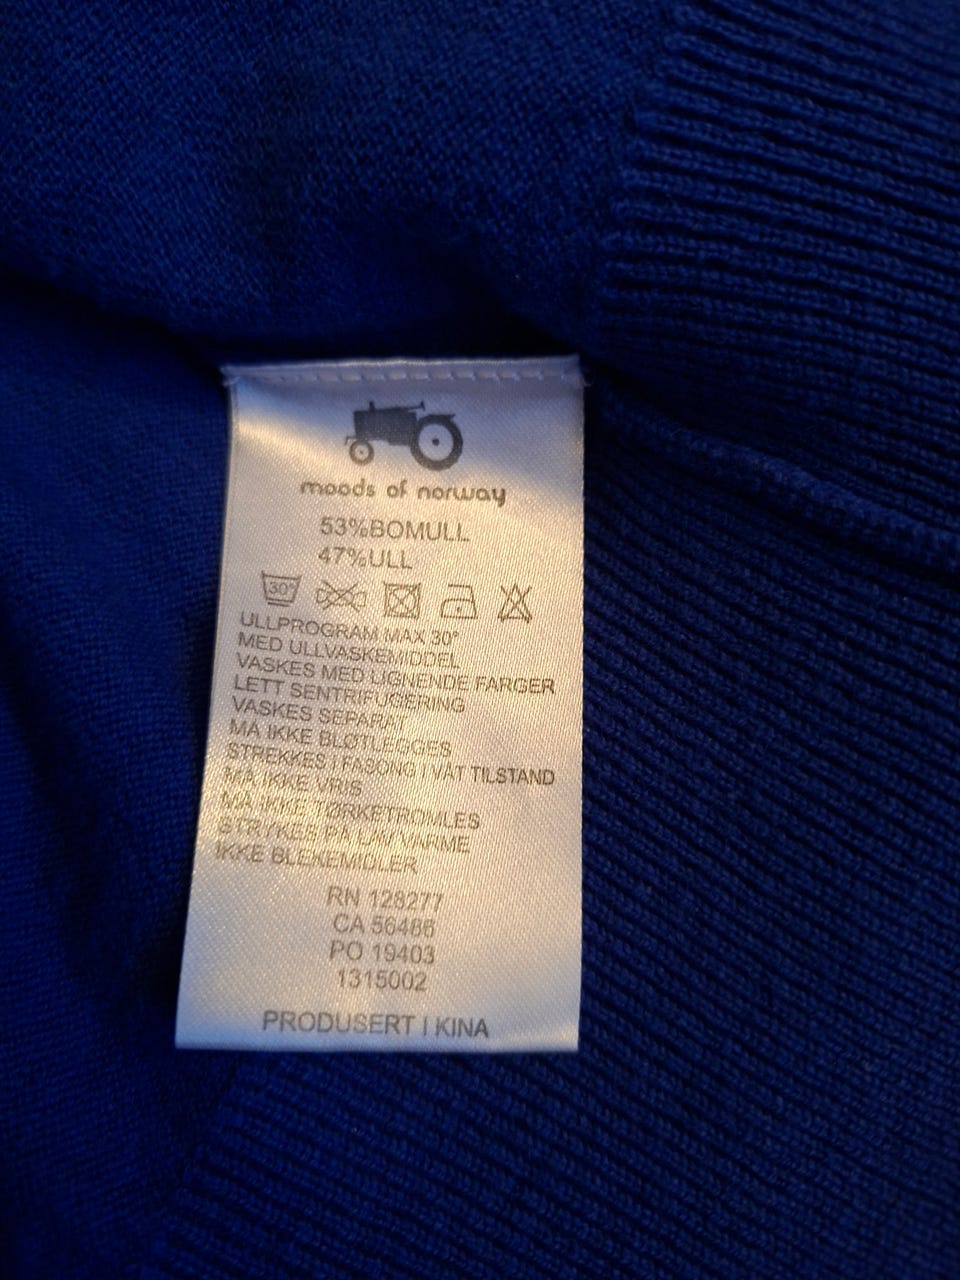 moods of norway
53%BOMULL
47%ULL
30°
ULLPROGRAM MAX 30°
MED ULLVASKEMIDDEL
VASKES MED LIGNENDE FARGER
LETT SENTRIFUGERING
VASKES SEPARAT
MÅ IKKE BLØTLEGGES
STREKKES I FASONG I VÅT TILSTAND
MÅ IKKE VRIS
MÅ IKKE TØRKETROMLES
STRYKES PÅ LAV VARME
IKKE BLEKEMIDLER
RN 128277
CA 56486
PO 19403
1315002
PRODUSERT I KINA